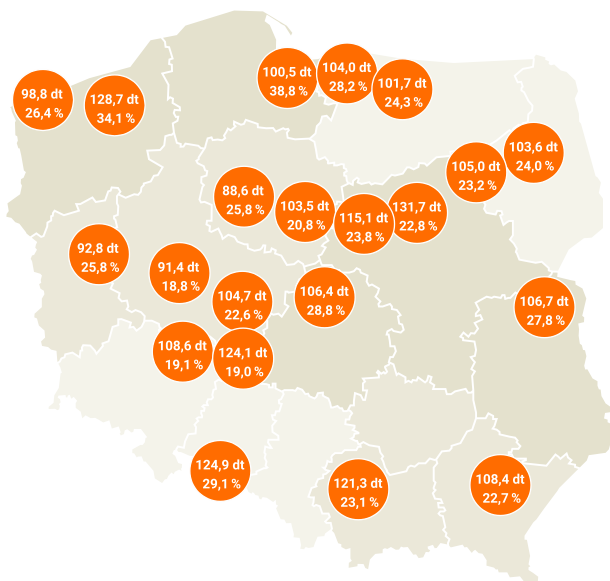 98,8 dt
26,4 %
128,7 dt
34,1 %
100,5 dt
38,8 %
104,0 dt
28,2 %
101,7 dt
24,3 %
103,6 dt
24,0 %
105,0 dt
23,2 %
88,6 dt
25,8 %
103,5 dt
20,8 %
115,1 dt
23,8 %
131,7 dt
22,8 %
92,8 dt
25,8 %
91,4 dt
18,8 %
104,7 dt
22,6 %
106,4 dt
28,8 %
106,7 dt
27,8 %
108,6 dt
19,1 %
124,1 dt
19,0 %
124,9 dt
29,1 %
121,3 dt
23,1 %
108,4 dt
22,7 %